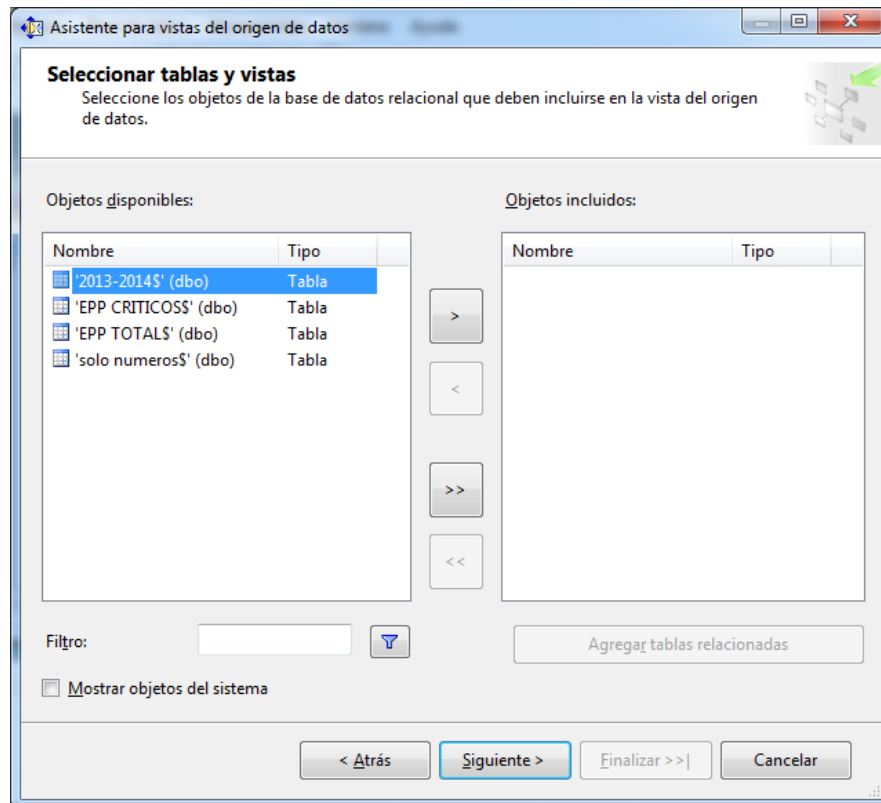 Asistente para vistas del origen de datos
Seleccionar tablas y vistas
Seleccione los objetos de la base de datos relacional que deben incluirse en la vista del origen
de datos.
Objetos disponibles:
Nombre Tipo
'2013-2014$' (dbo) Tabla
'EPP CRITICOS$' (dbo) Tabla
'EPP TOTAL$' (dbo) Tabla
'solo numeros$' (dbo) Tabla
>
<
>>
<<
Objetos incluidos:
Nombre Tipo
Filtro:
Agregar tablas relacionadas
Mostrar objetos del sistema
< Atrás Siguiente > Finalizar >>| Cancelar